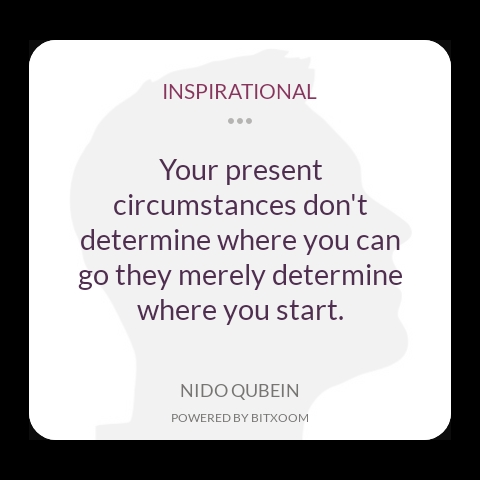 INSPIRATIONAL
Your present
circumstances don't
determine where you can
go they merely determine
where you start.
NIDO QUBEIN
POWERED BY BITXOOM